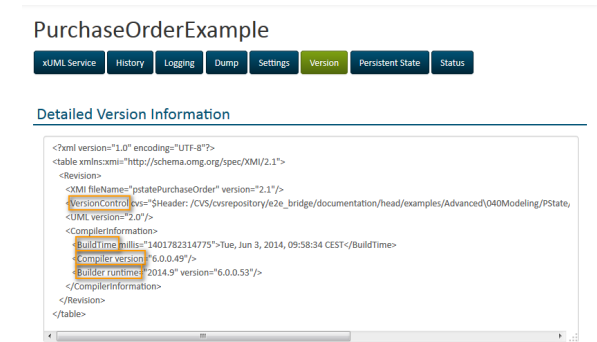 PurchaseOrderExample
xUML Service History Logging Dump Settings Version Persistent State Status
Detailed Version Information
<?xml version="1.0" encoding="UTF-8"?>
<table xmlns:xmi="http://schema.omg.org/spec/XMI/2.1">
<Revision>
<XMI fileName="pstatePurchaseOrder" version="2.1"/>
<VersionControl cvs="$Header: /CVS/cvsrepository/e2e_bridge/documentation/head/examples/Advanced\040Modeling/PState/
<UML version="2.0"/>
<CompilerInformation>
<BuildTime millis="1401782314775">Tue, Jun 3, 2014, 09:58:34 CEST</BuildTime>
<Compiler version="6.0.0.49"/>
<Builder runtime="2014.9" version="6.0.0.53"/>
</CompilerInformation>
</Revision>
</table>